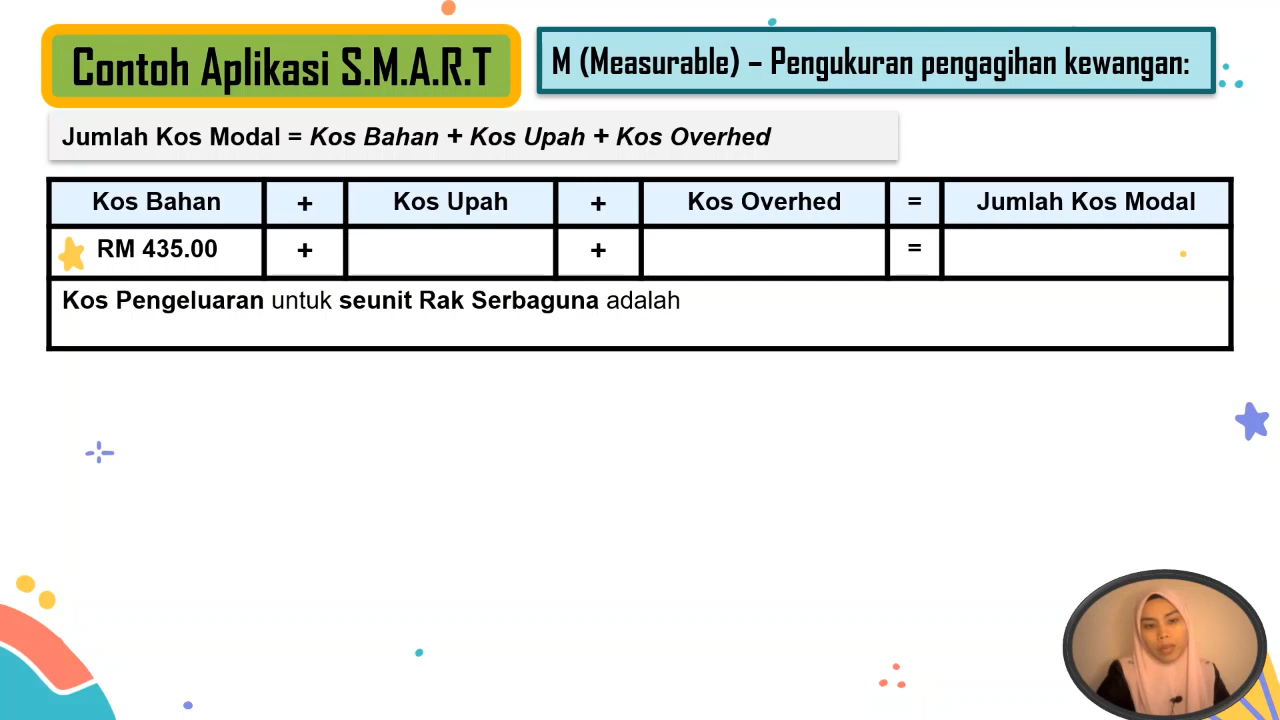 Contoh Aplikasi S.M.A.R.T
M (Measurable) – Pengukuran pengagihan kewangan:
Jumlah Kos Modal = Kos Bahan + Kos Upah + Kos Overhed
Kos Bahan + Kos Upah + Kos Overhed = Jumlah Kos Modal
RM 435.00 + + =
Kos Pengeluaran untuk seunit Rak Serbaguna adalah